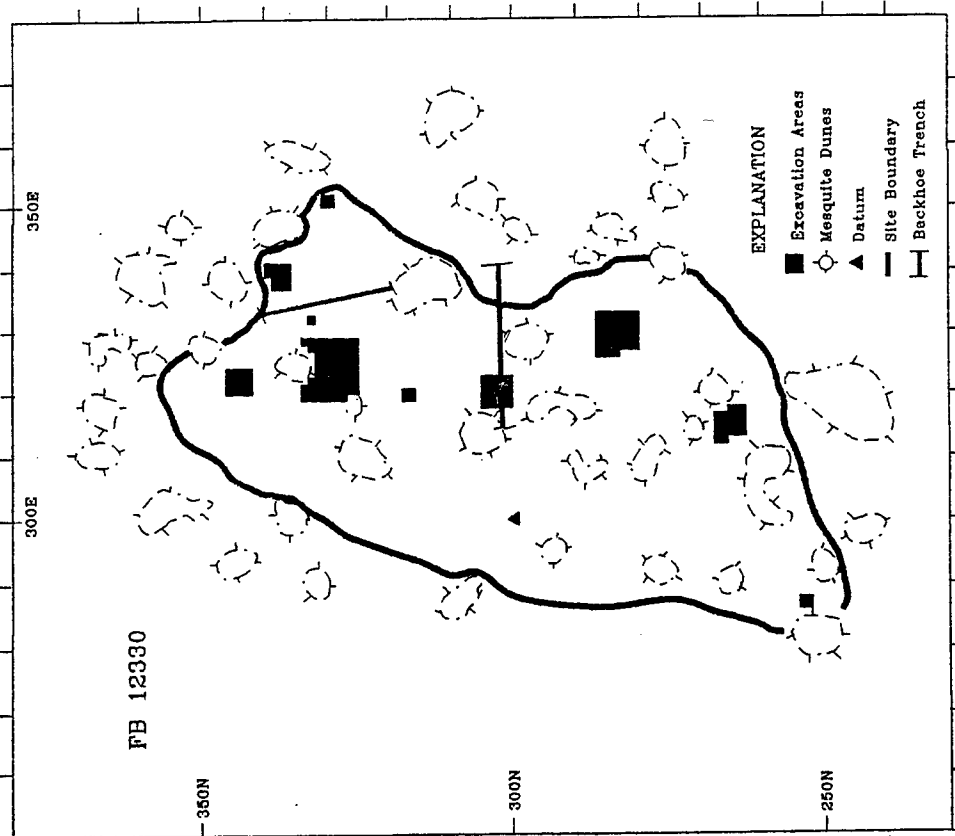 FB 12330
350E
300E
350N
300N
250N
EXPLANATION
Excavation Areas
Mesquite Dunes
Datum
Site Boundary
Backhoe Trench